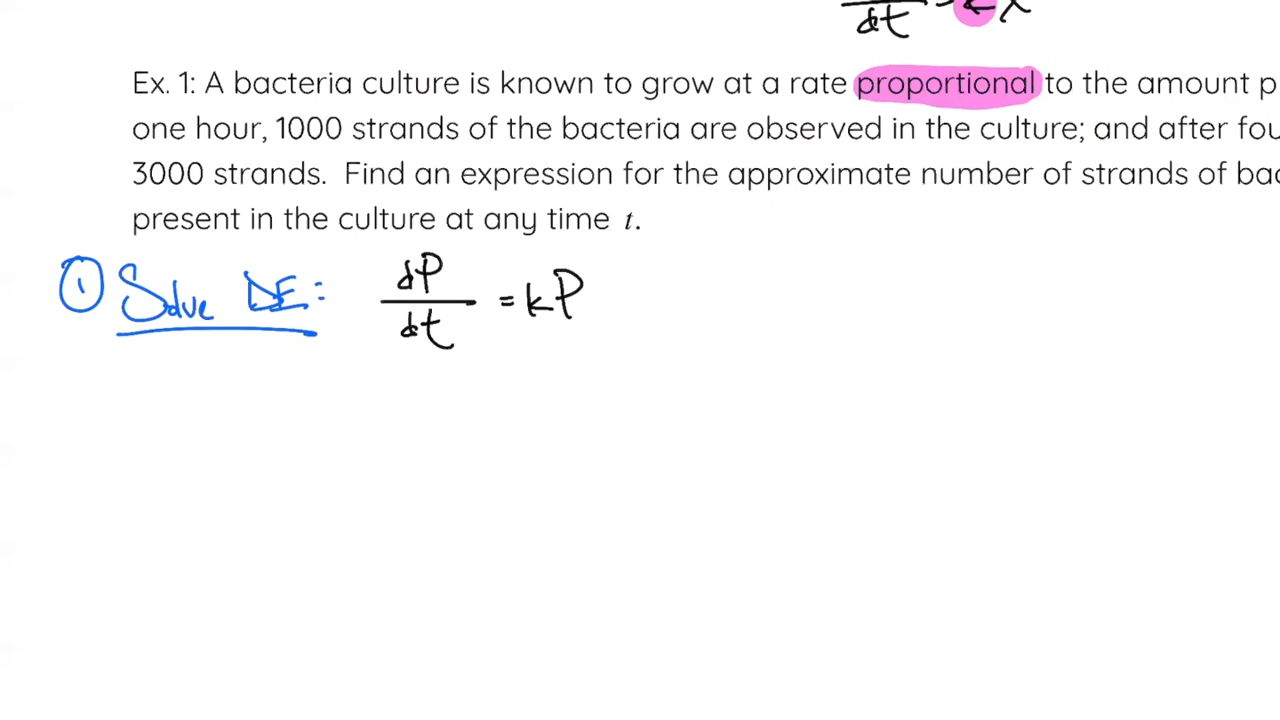 dt
Ex. 1: A bacteria culture is known to grow at a rate proportional to the amount p
one hour, 1000 strands of the bacteria are observed in the culture; and after fou
3000 strands. Find an expression for the approximate number of strands of bac
present in the culture at any time t.
① Solve DE: dP/dt = kP